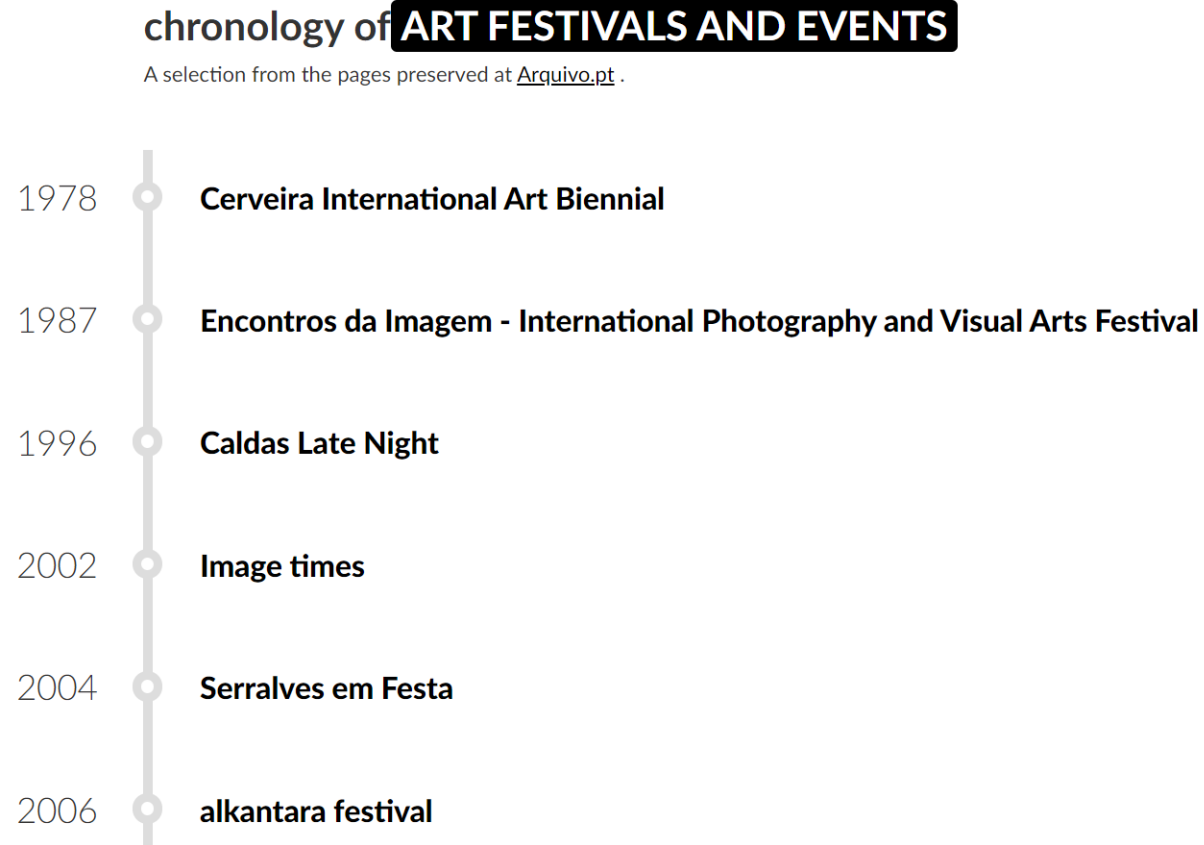 chronology of ART FESTIVALS AND EVENTS
A selection from the pages preserved at Arquivo.pt .
1978 Cerveira International Art Biennial
1987 Encontros da Imagem - International Photography and Visual Arts Festival
1996 Caldas Late Night
2002 Image times
2004 Serralves em Festa
2006 alkantara festival